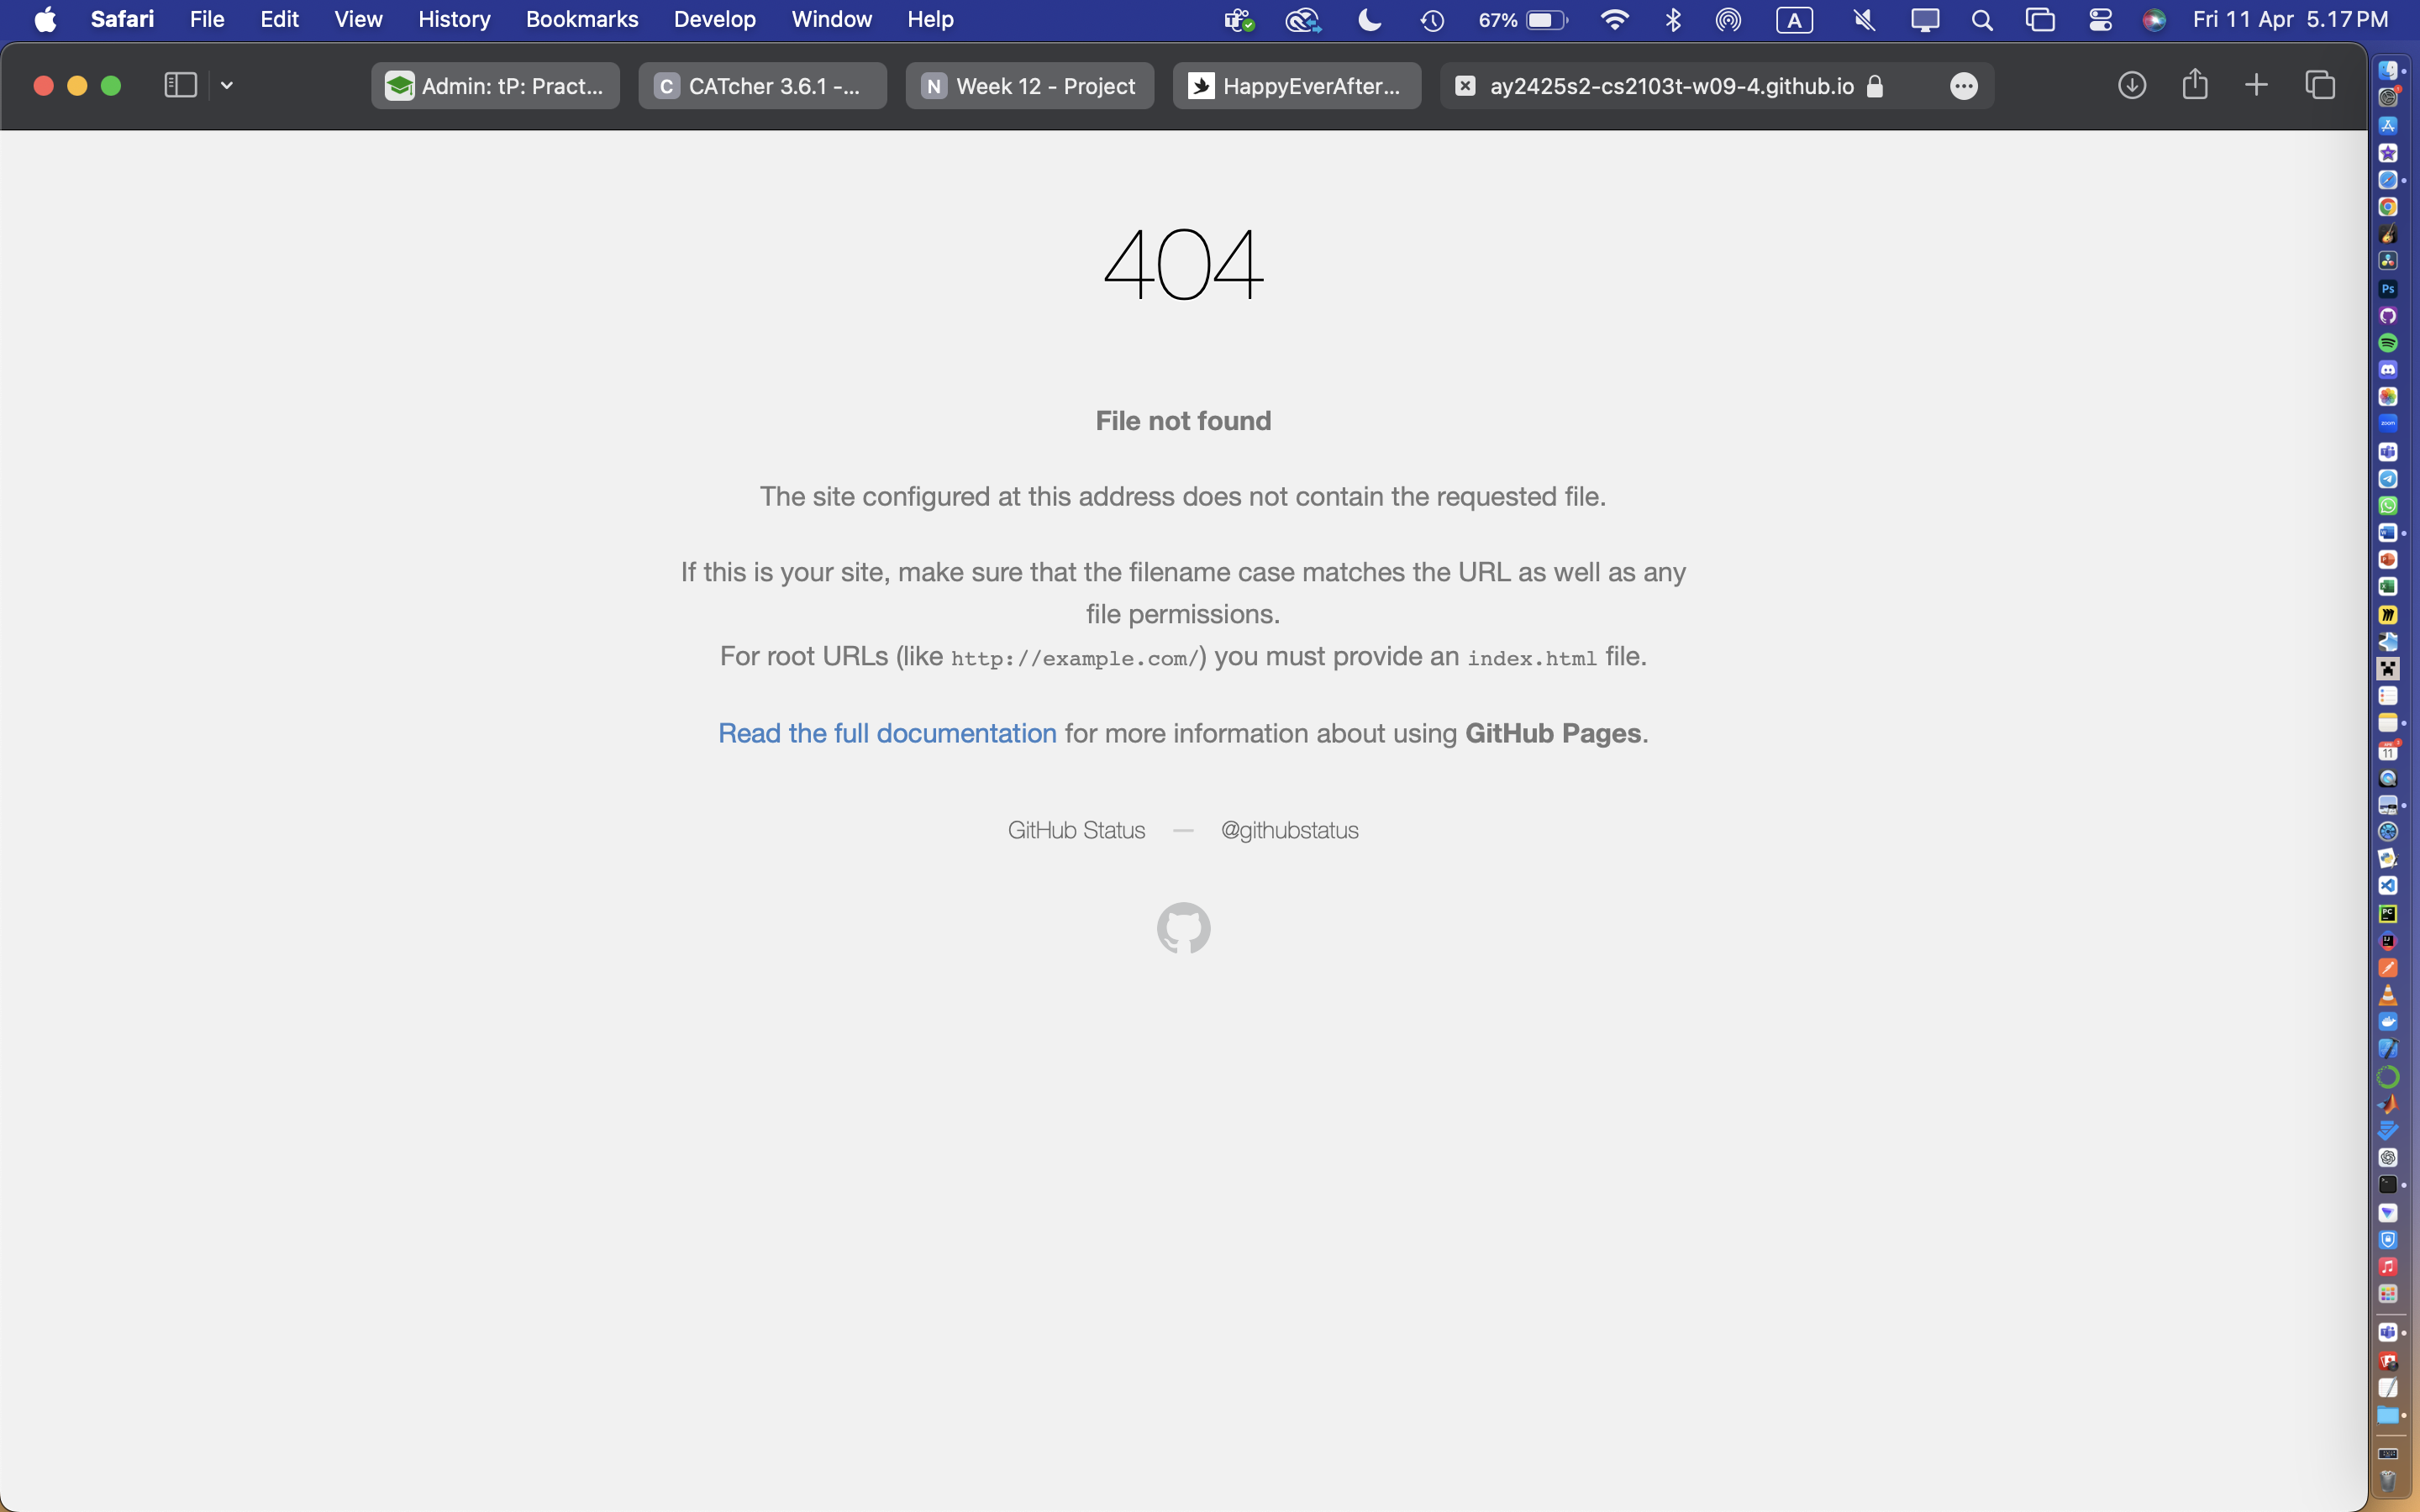 Safari File Edit View History Bookmarks Develop Window Help 67% A Fri 11 Apr 5.17 PM
Admin: tP: Pract... C CATcher 3.6.1 -... N Week 12 - Project HappyEverAfter... ay2425s2-cs2103t-w09-4.github.io
404
File not found
The site configured at this address does not contain the requested file.
If this is your site, make sure that the filename case matches the URL as well as any
file permissions.
For root URLs (like http://example.com/) you must provide an index.html file.
Read the full documentation for more information about using GitHub Pages.
GitHub Status — @githubstatus
Ps
zoom
11
PC